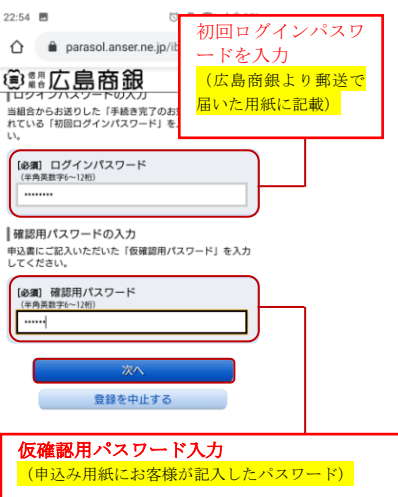 22:54
初回ログインパスワ
ードを入力
（広島商銀より郵送で
届いた用紙に記載）
parasol.anser.ne.jp/ib
信用
組合 広島商銀
ログインパスワードの入力
当組合からお送りした「手続き完了のお
れている「初回ログインパスワード」を
い。
【必須】 ログインパスワード
（半角英数字6～12桁）
••••••••
確認用パスワードの入力
申込書にご記入いただいた「仮確認用パスワード」を入力
してください。
【必須】 確認用パスワード
（半角英数字6～12桁）
••••••
次へ
登録を中止する
仮確認用パスワード入力
（申込み用紙にお客様が記入したパスワード）